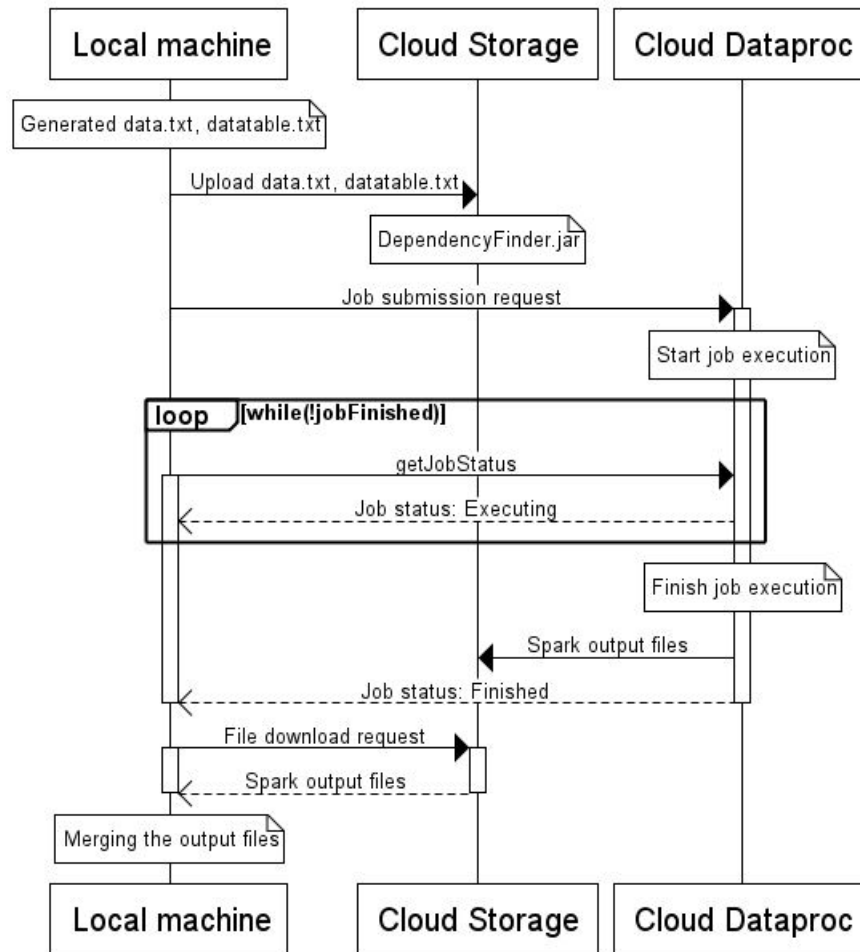 Local machine
Cloud Storage
Cloud Dataproc
Generated data.txt, datatable.txt
Upload data.txt, datatable.txt
DependencyFinder.jar
Job submission request
Start job execution
loop [while(!jobFinished)]
getJobStatus
Job status: Executing
Finish job execution
Spark output files
Job status: Finished
File download request
Spark output files
Merging the output files
Local machine
Cloud Storage
Cloud Dataproc